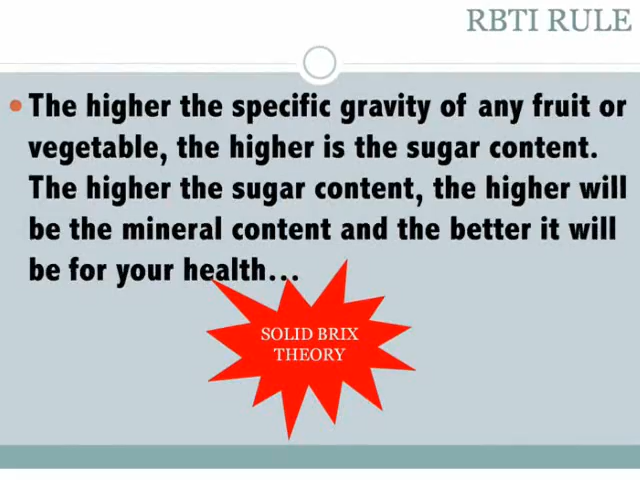 RBTI RULE
• The higher the specific gravity of any fruit or
vegetable, the higher is the sugar content.
The higher the sugar content, the higher will
be the mineral content and the better it will
be for your health...
SOLID BRIX
THEORY